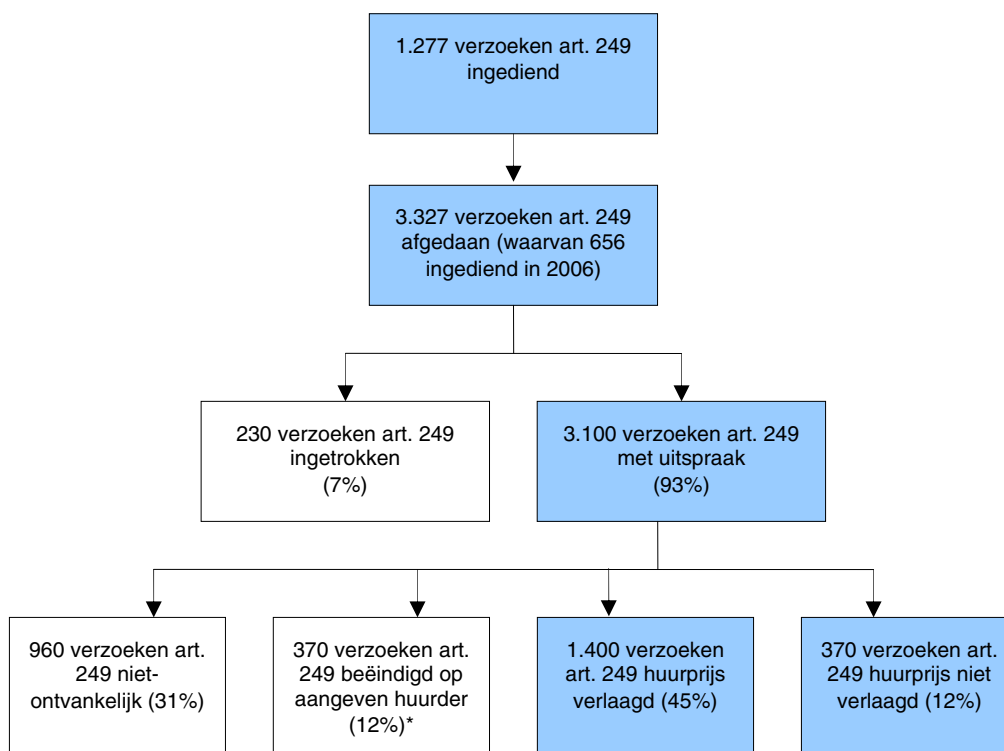 1.277 verzoeken art. 249
ingediend
3.327 verzoeken art. 249
afgedaan (waarvan 656
ingediend in 2006)
230 verzoeken art. 249
ingetrokken
(7%)
3.100 verzoeken art. 249
met uitspraak
(93%)
960 verzoeken art.
249 niet-
ontvankelijk (31%)
370 verzoeken art.
249 beëindigd op
aangeven huurder
(12%)*
1.400 verzoeken
art. 249 huurprijs
verlaagd (45%)
370 verzoeken art.
249 huurprijs niet
verlaagd (12%)